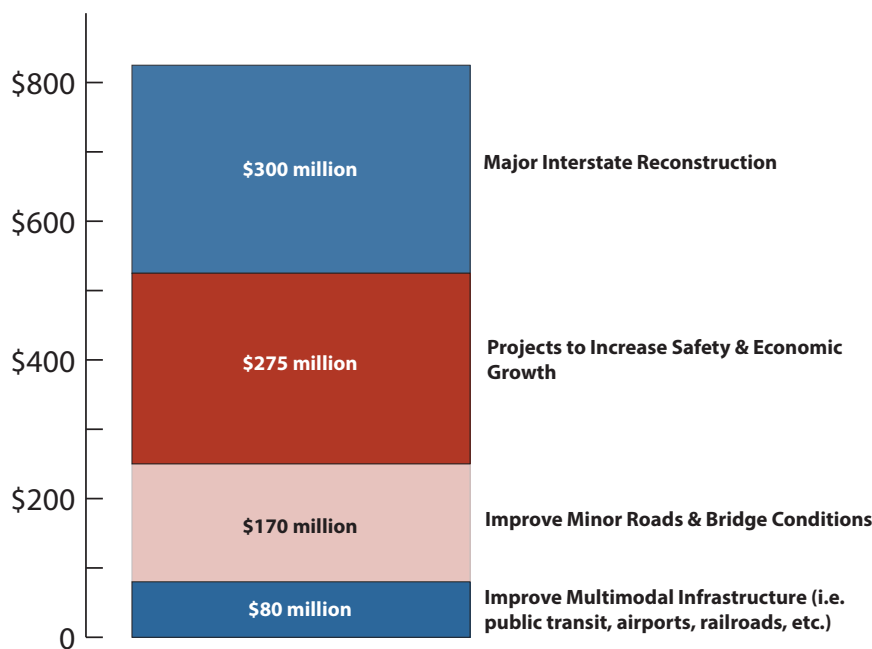 $800
$300 million
Major Interstate Reconstruction
$600
$400
$275 million
Projects to Increase Safety & Economic
Growth
$200
$170 million
Improve Minor Roads & Bridge Conditions
$80 million
Improve Multimodal Infrastructure (i.e.
public transit, airports, railroads, etc.)
0